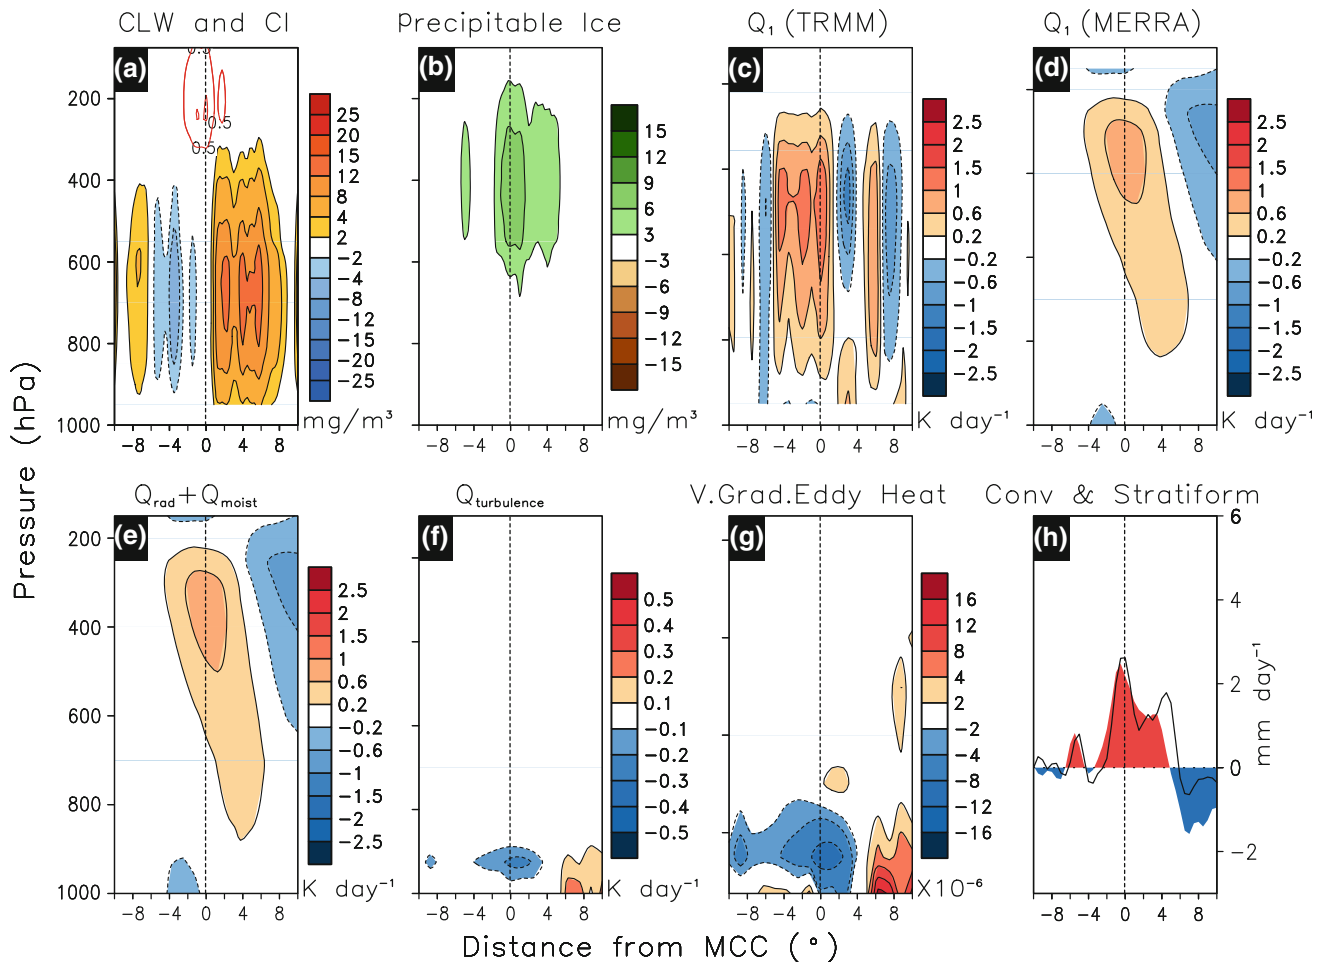 CLW and CI
Precipitable Ice
Q₁ (TRMM)
Q₁ (MERRA)
(a)
(b)
(c)
(d)
0.5
0.5
200
400
600
800
1000
-8 -4 0 4 8
25
20
15
12
8
4
2
-2
-4
-8
-12
-15
-20
-25
mg/m³
-8 -4 0 4 8
15
12
9
6
3
-3
-6
-9
-12
-15
mg/m³
-8 -4 0 4 8
2.5
2
1.5
1
0.6
0.2
-0.2
-0.6
-1
-1.5
-2
-2.5
K day⁻¹
-8 -4 0 4 8
2.5
2
1.5
1
0.6
0.2
-0.2
-0.6
-1
-1.5
-2
-2.5
K day⁻¹
Pressure (hPa)
Qrad+Qmoist
Qturbulence
V.Grad.Eddy Heat
Conv & Stratiform
(e)
(f)
(g)
(h)
200
400
600
800
1000
-8 -4 0 4 8
2.5
2
1.5
1
0.6
0.2
-0.2
-0.6
-1
-1.5
-2
-2.5
K day⁻¹
-8 -4 0 4 8
0.5
0.4
0.3
0.2
0.1
-0.1
-0.2
-0.3
-0.4
-0.5
K day⁻¹
-8 -4 0 4 8
16
12
8
4
2
-2
-4
-8
-12
-16
X10⁻⁶
-8 -4 0 4 8
6
4
2
0
-2
mm day⁻¹
Distance from MCC (°)